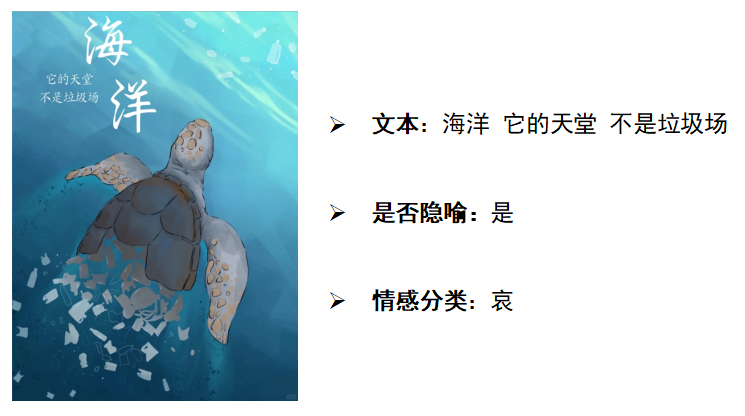 海洋
它的天堂
不是垃圾场
➢ 文本：海洋 它的天堂 不是垃圾场
➢ 是否隐喻：是
➢ 情感分类：哀